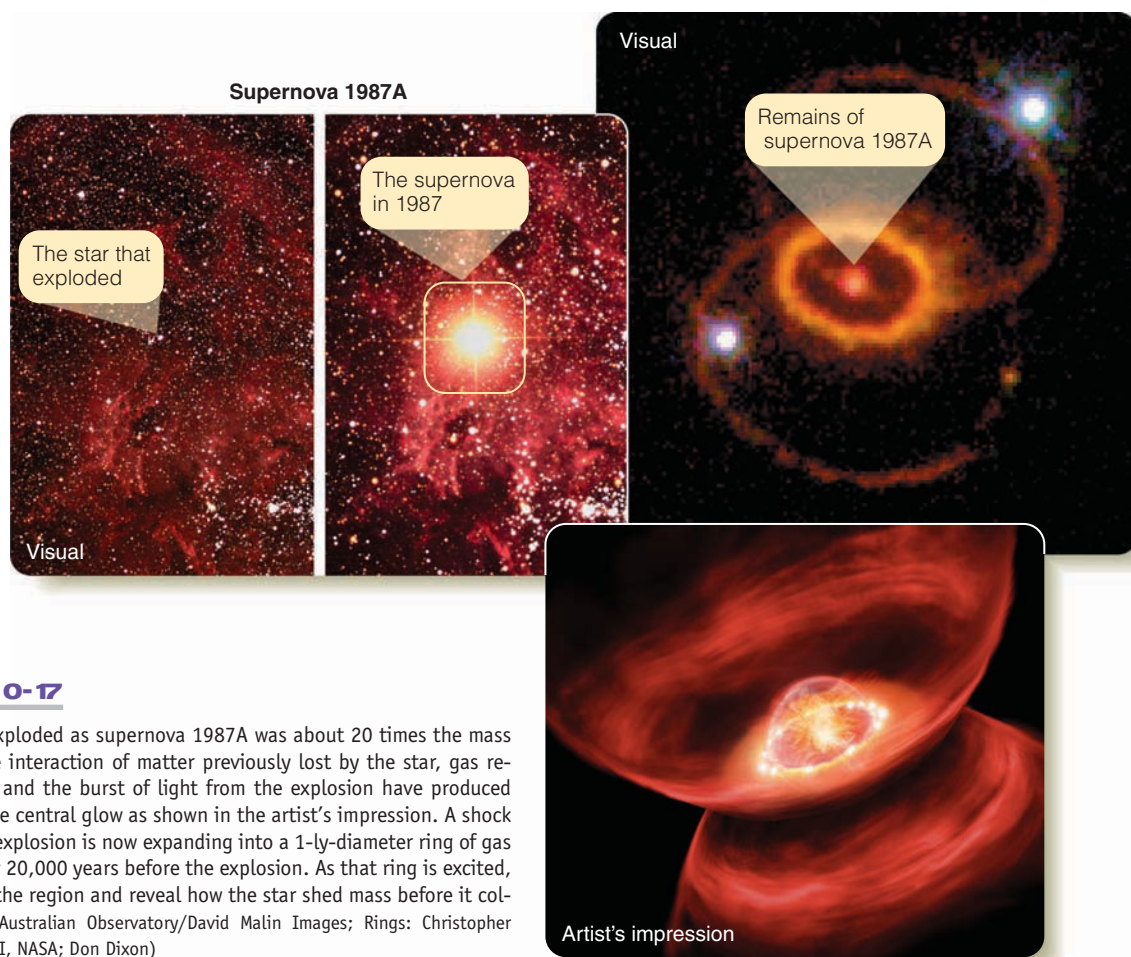 Supernova 1987A
The star that
exploded
Visual
The supernova
in 1987
Visual
Remains of
supernova 1987A
Artist's impression
0-17
xploded as supernova 1987A was about 20 times the mass
e interaction of matter previously lost by the star, gas re-
and the burst of light from the explosion have produced
e central glow as shown in the artist's impression. A shock
explosion is now expanding into a 1-ly-diameter ring of gas
20,000 years before the explosion. As that ring is excited,
the region and reveal how the star shed mass before it col-
Australian Observatory/David Malin Images; Rings: Christopher
I, NASA; Don Dixon)